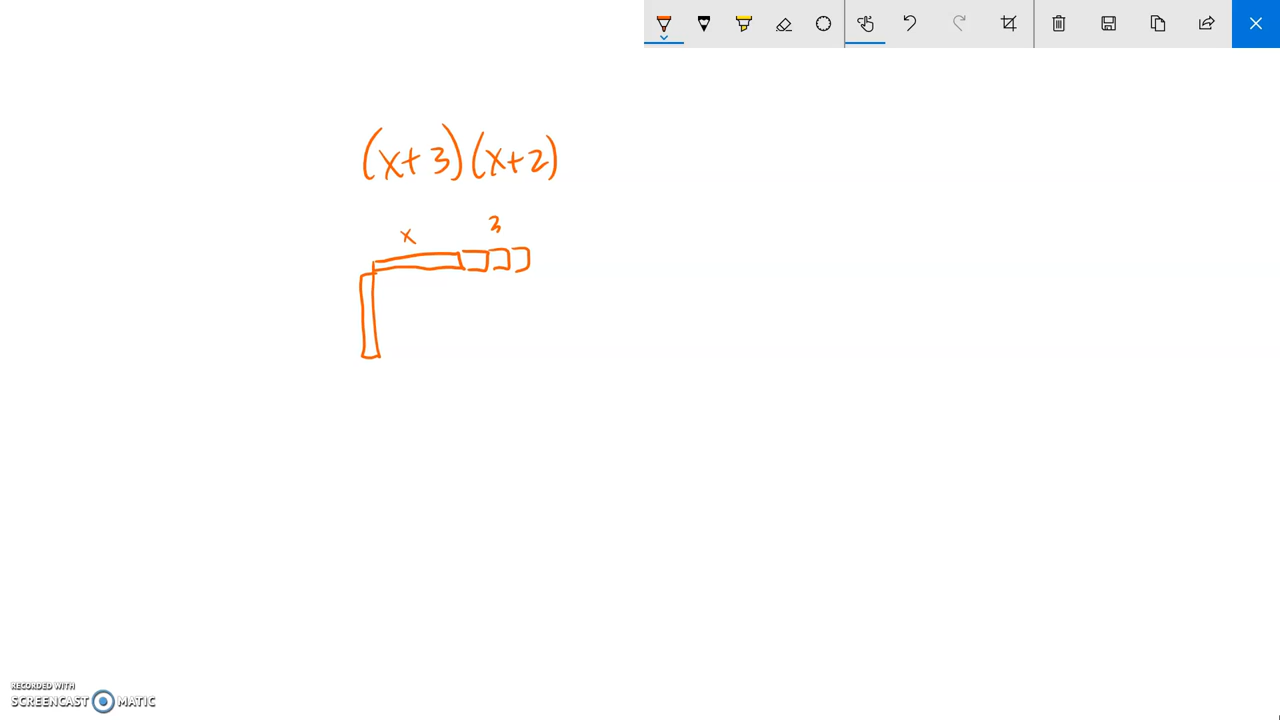 (x+3)(x+2)
x 3
RECORDED WITH
SCREENCAST MATIC